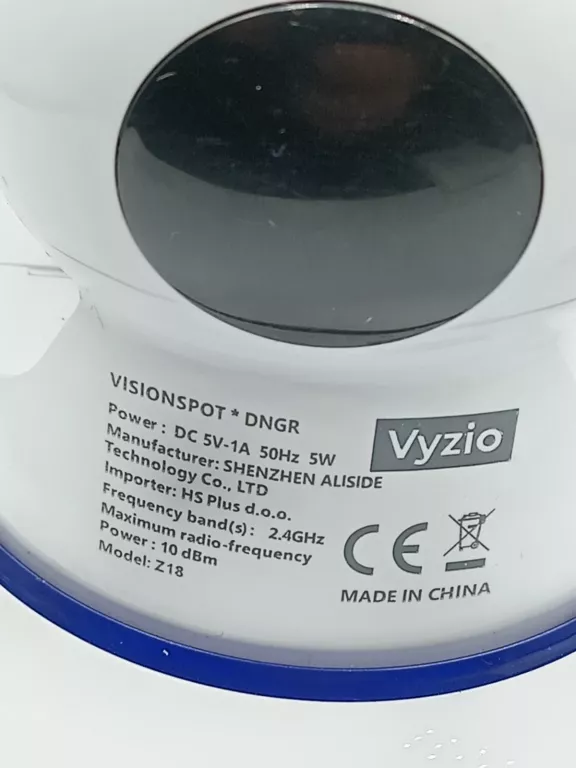 VISIONSPOT * DNGR
Power : DC 5V-1A 50Hz 5W
Manufacturer: SHENZHEN ALISIDE
Technology Co., LTD
Importer: HS Plus d.o.o.
Frequency band(s): 2.4GHz
Maximum radio-frequency
Power : 10 dBm
Model: Z18
Vyzio
CE
MADE IN CHINA